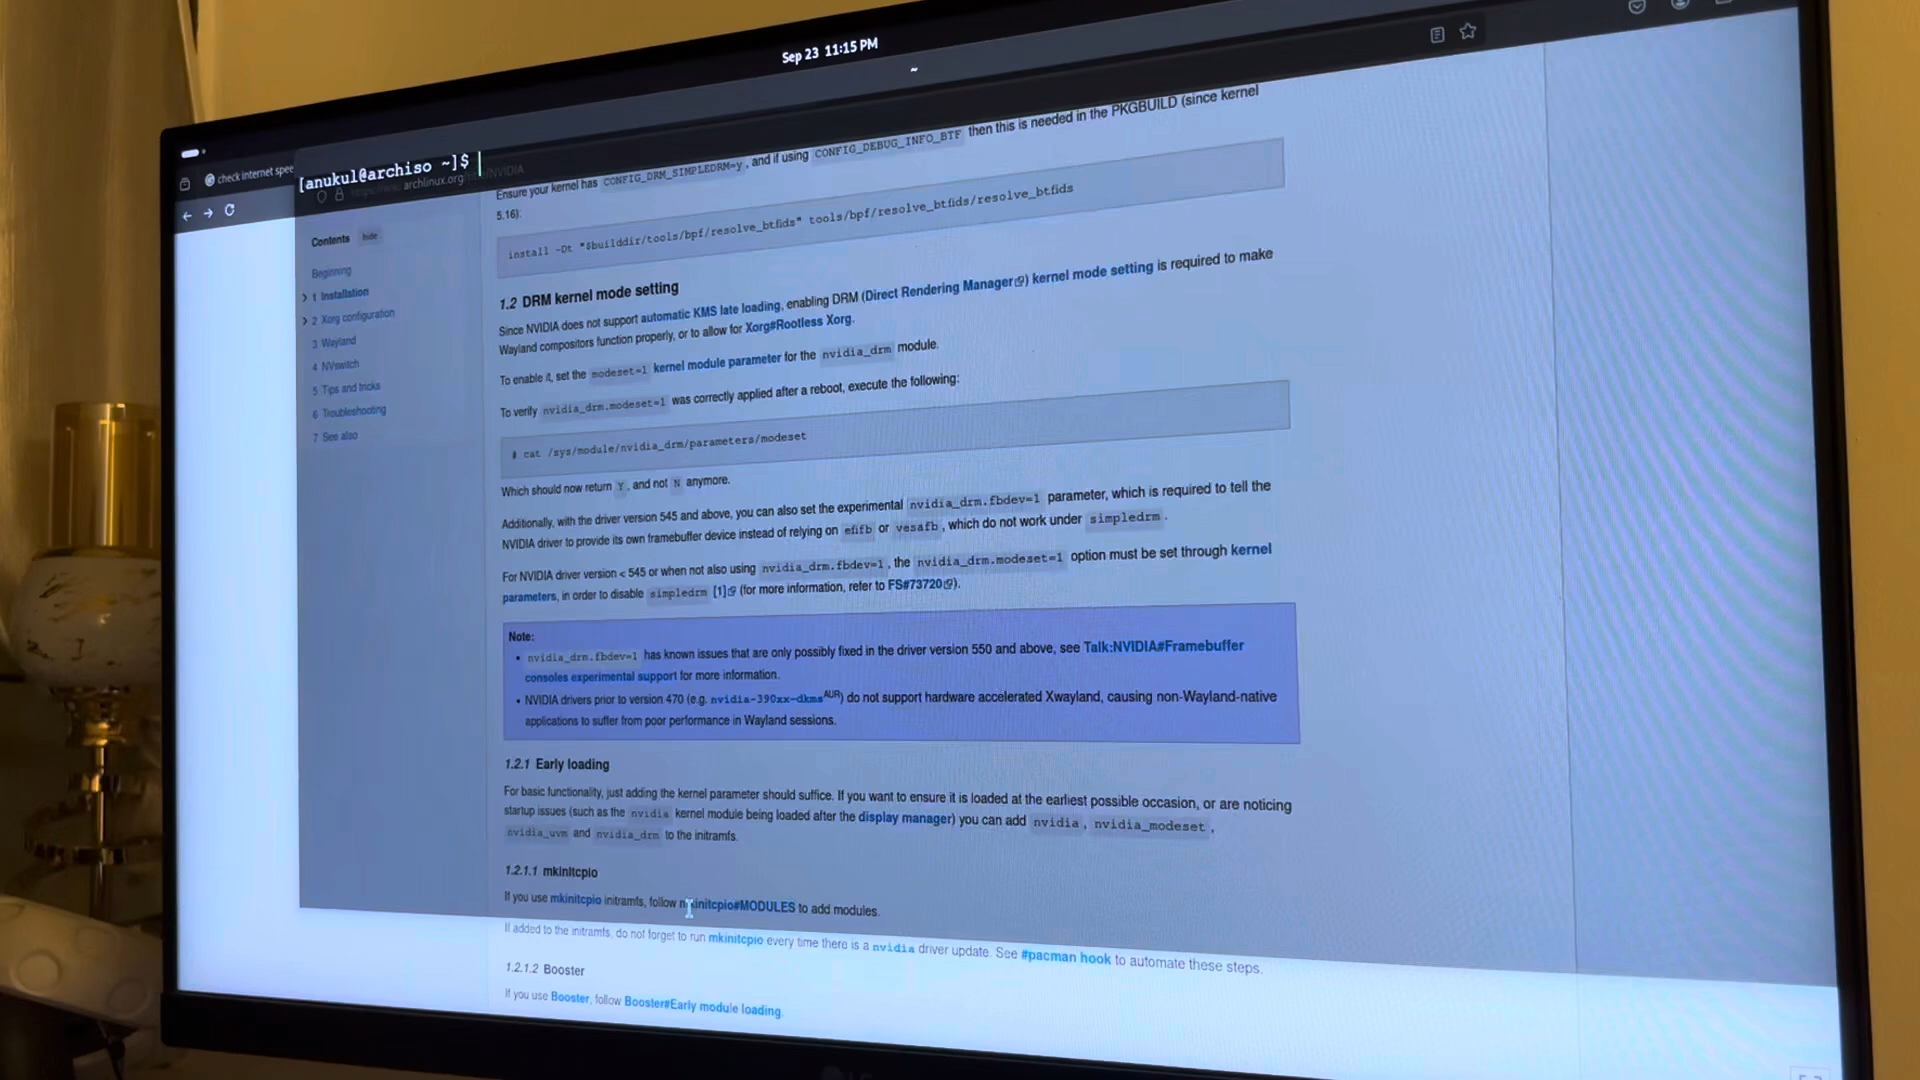 Sep 23 11:15 PM
~
check internet spee
[anukul@archiso ~]$
archlinux.org
NVIDIA
Contents hide
Beginning
1 Installation
2 Xorg configuration
3 Wayland
4 NVswitch
5 Tips and tricks
6 Troubleshooting
7 See also
Ensure your kernel has CONFIG_DRM_SIMPLEDRM=y, and if using CONFIG_DEBUG_INFO_BTF then this is needed in the PKGBUILD (since kernel
5.16):
install -Dt "$builddir/tools/bpf/resolve_btfids" tools/bpf/resolve_btfids/resolve_btfids
1.2 DRM kernel mode setting
Since NVIDIA does not support automatic KMS late loading, enabling DRM (Direct Rendering Manager) kernel mode setting is required to make
Wayland compositors function properly, or to allow for Xorg#Rootless Xorg.
To enable it, set the modeset=1 kernel module parameter for the nvidia_drm module.
To verify nvidia_drm.modeset=1 was correctly applied after a reboot, execute the following:
# cat /sys/module/nvidia_drm/parameters/modeset
Which should now return Y, and not N anymore.
Additionally, with the driver version 545 and above, you can also set the experimental nvidia_drm.fbdev=1 parameter, which is required to tell the
NVIDIA driver to provide its own framebuffer device instead of relying on efifb or vesafb, which do not work under simpledrm.
For NVIDIA driver version < 545 or when not also using nvidia_drm.fbdev=1, the nvidia_drm.modeset=1 option must be set through kernel
parameters, in order to disable simpledrm [1] (for more information, refer to FS#73720).
Note:
• nvidia_drm.fbdev=1 has known issues that are only possibly fixed in the driver version 550 and above, see Talk:NVIDIA#Framebuffer
consoles experimental support for more information.
• NVIDIA drivers prior to version 470 (e.g. nvidia-390xx-dkms AUR) do not support hardware accelerated Xwayland, causing non-Wayland-native
applications to suffer from poor performance in Wayland sessions.
1.2.1 Early loading
For basic functionality, just adding the kernel parameter should suffice. If you want to ensure it is loaded at the earliest possible occasion, or are noticing
startup issues (such as the nvidia kernel module being loaded after the display manager) you can add nvidia, nvidia_modeset,
nvidia_uvm and nvidia_drm to the initramfs.
1.2.1.1 mkinitcpio
If you use mkinitcpio initramfs, follow mkinitcpio#MODULES to add modules.
If added to the initramfs, do not forget to run mkinitcpio every time there is a nvidia driver update. See #pacman hook to automate these steps.
1.2.1.2 Booster
If you use Booster, follow Booster#Early module loading.